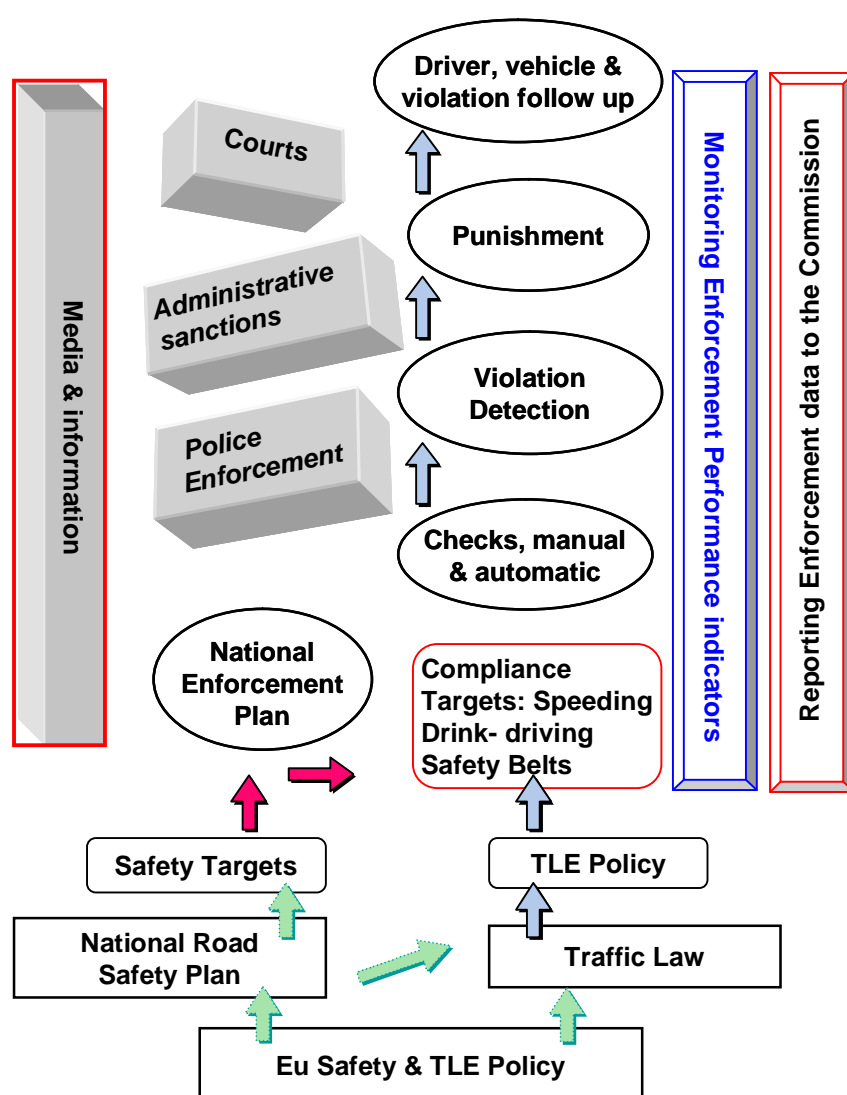 Driver, vehicle &
violation follow up
Courts
Punishment
Administrative
sanctions
Violation
Detection
Police
Enforcement
Checks, manual
& automatic
Media & information
Monitoring Enforcement Performance indicators
Reporting Enforcement data to the Commission
National
Enforcement
Plan
Compliance
Targets: Speeding
Drink- driving
Safety Belts
Safety Targets
TLE Policy
National Road
Safety Plan
Traffic Law
Eu Safety & TLE Policy